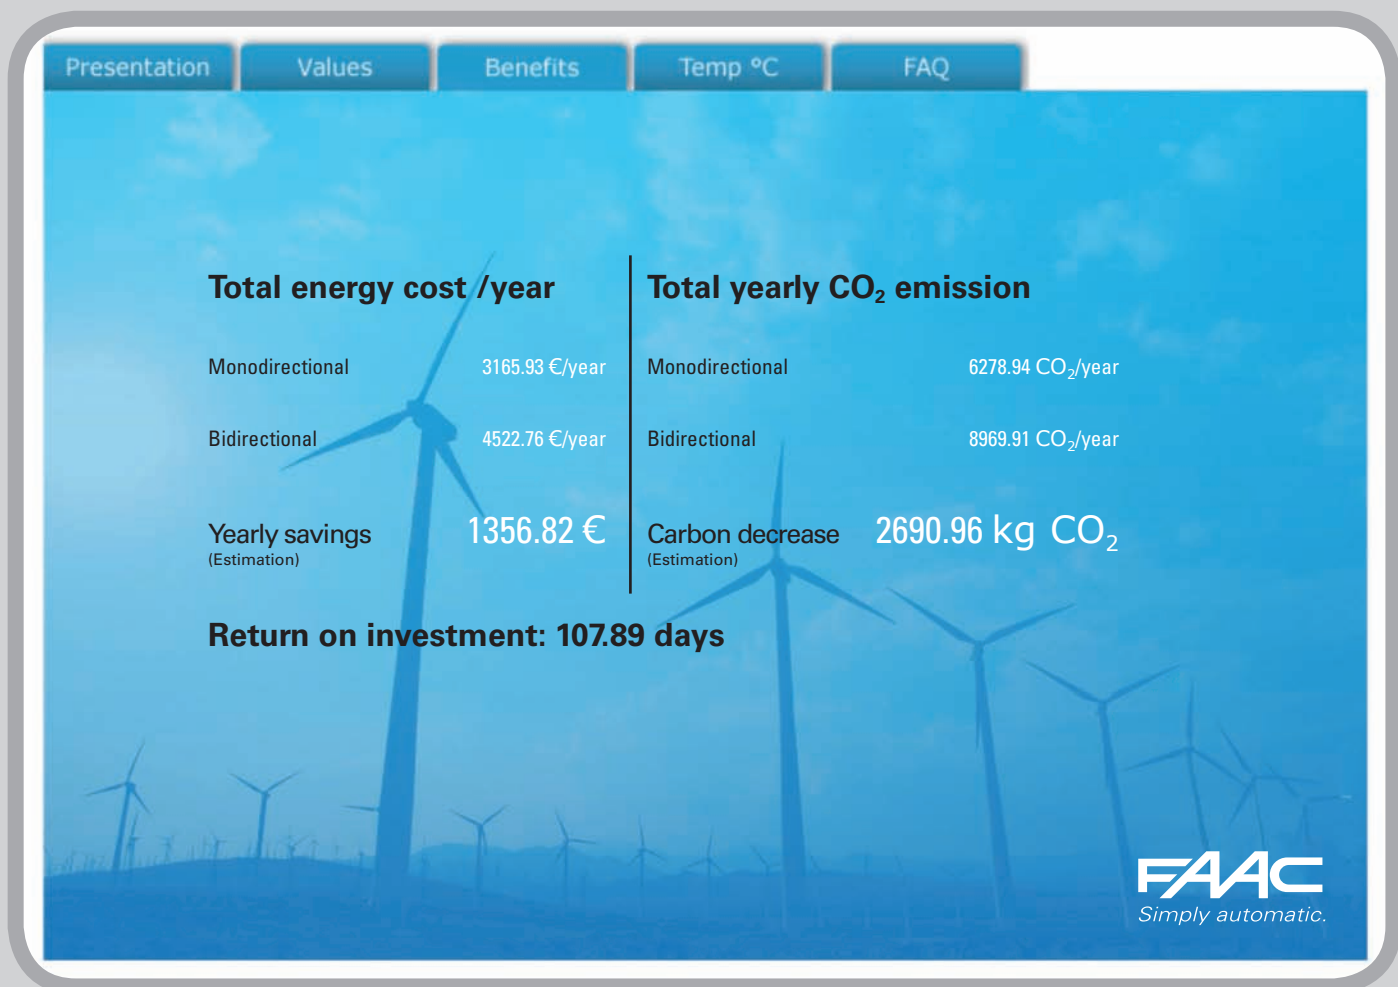 Presentation Values Benefits Temp °C FAQ
Total energy cost /year
Monodirectional 3165.93 €/year
Bidirectional 4522.76 €/year
Yearly savings 1356.82 €
(Estimation)
Total yearly CO₂ emission
Monodirectional 6278.94 CO₂/year
Bidirectional 8969.91 CO₂/year
Carbon decrease 2690.96 kg CO₂
(Estimation)
Return on investment: 107.89 days
FAAC
Simply automatic.